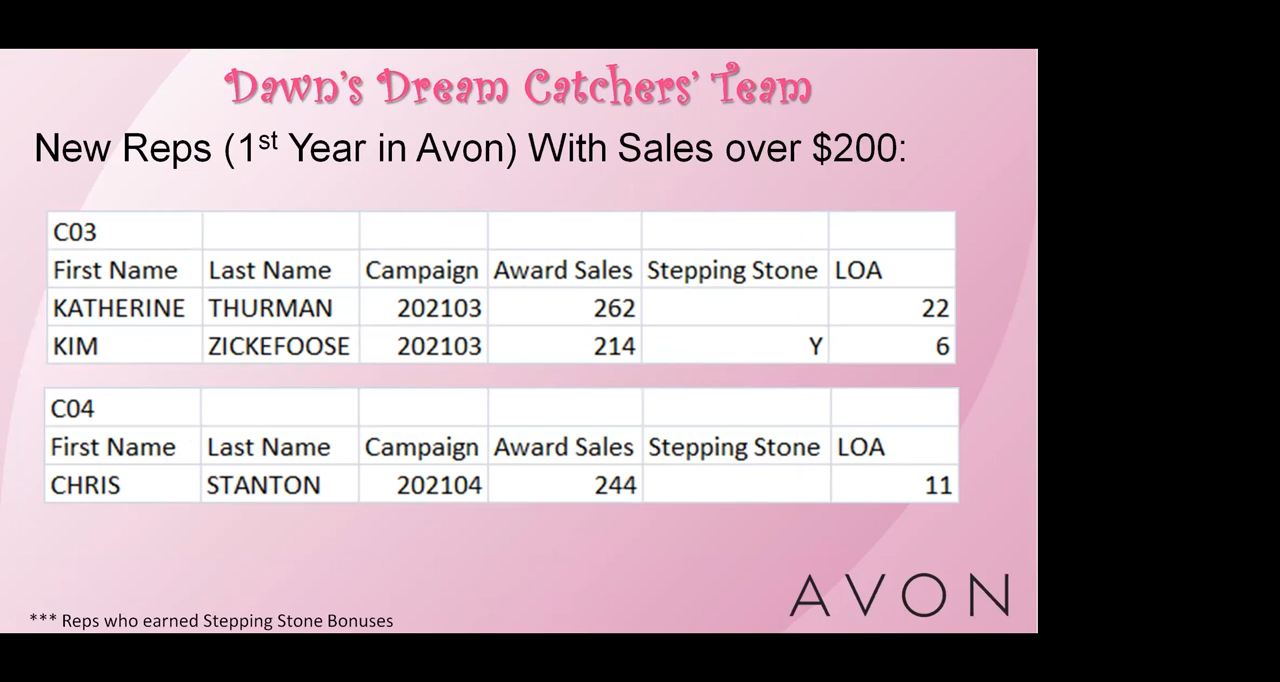 Dawn's Dream Catchers' Team
New Reps (1st Year in Avon) With Sales over $200:
C03
First Name Last Name Campaign Award Sales Stepping Stone LOA
KATHERINE THURMAN 202103 262 22
KIM ZICKEFOOSE 202103 214 Y 6
C04
First Name Last Name Campaign Award Sales Stepping Stone LOA
CHRIS STANTON 202104 244 11
AVON
*** Reps who earned Stepping Stone Bonuses